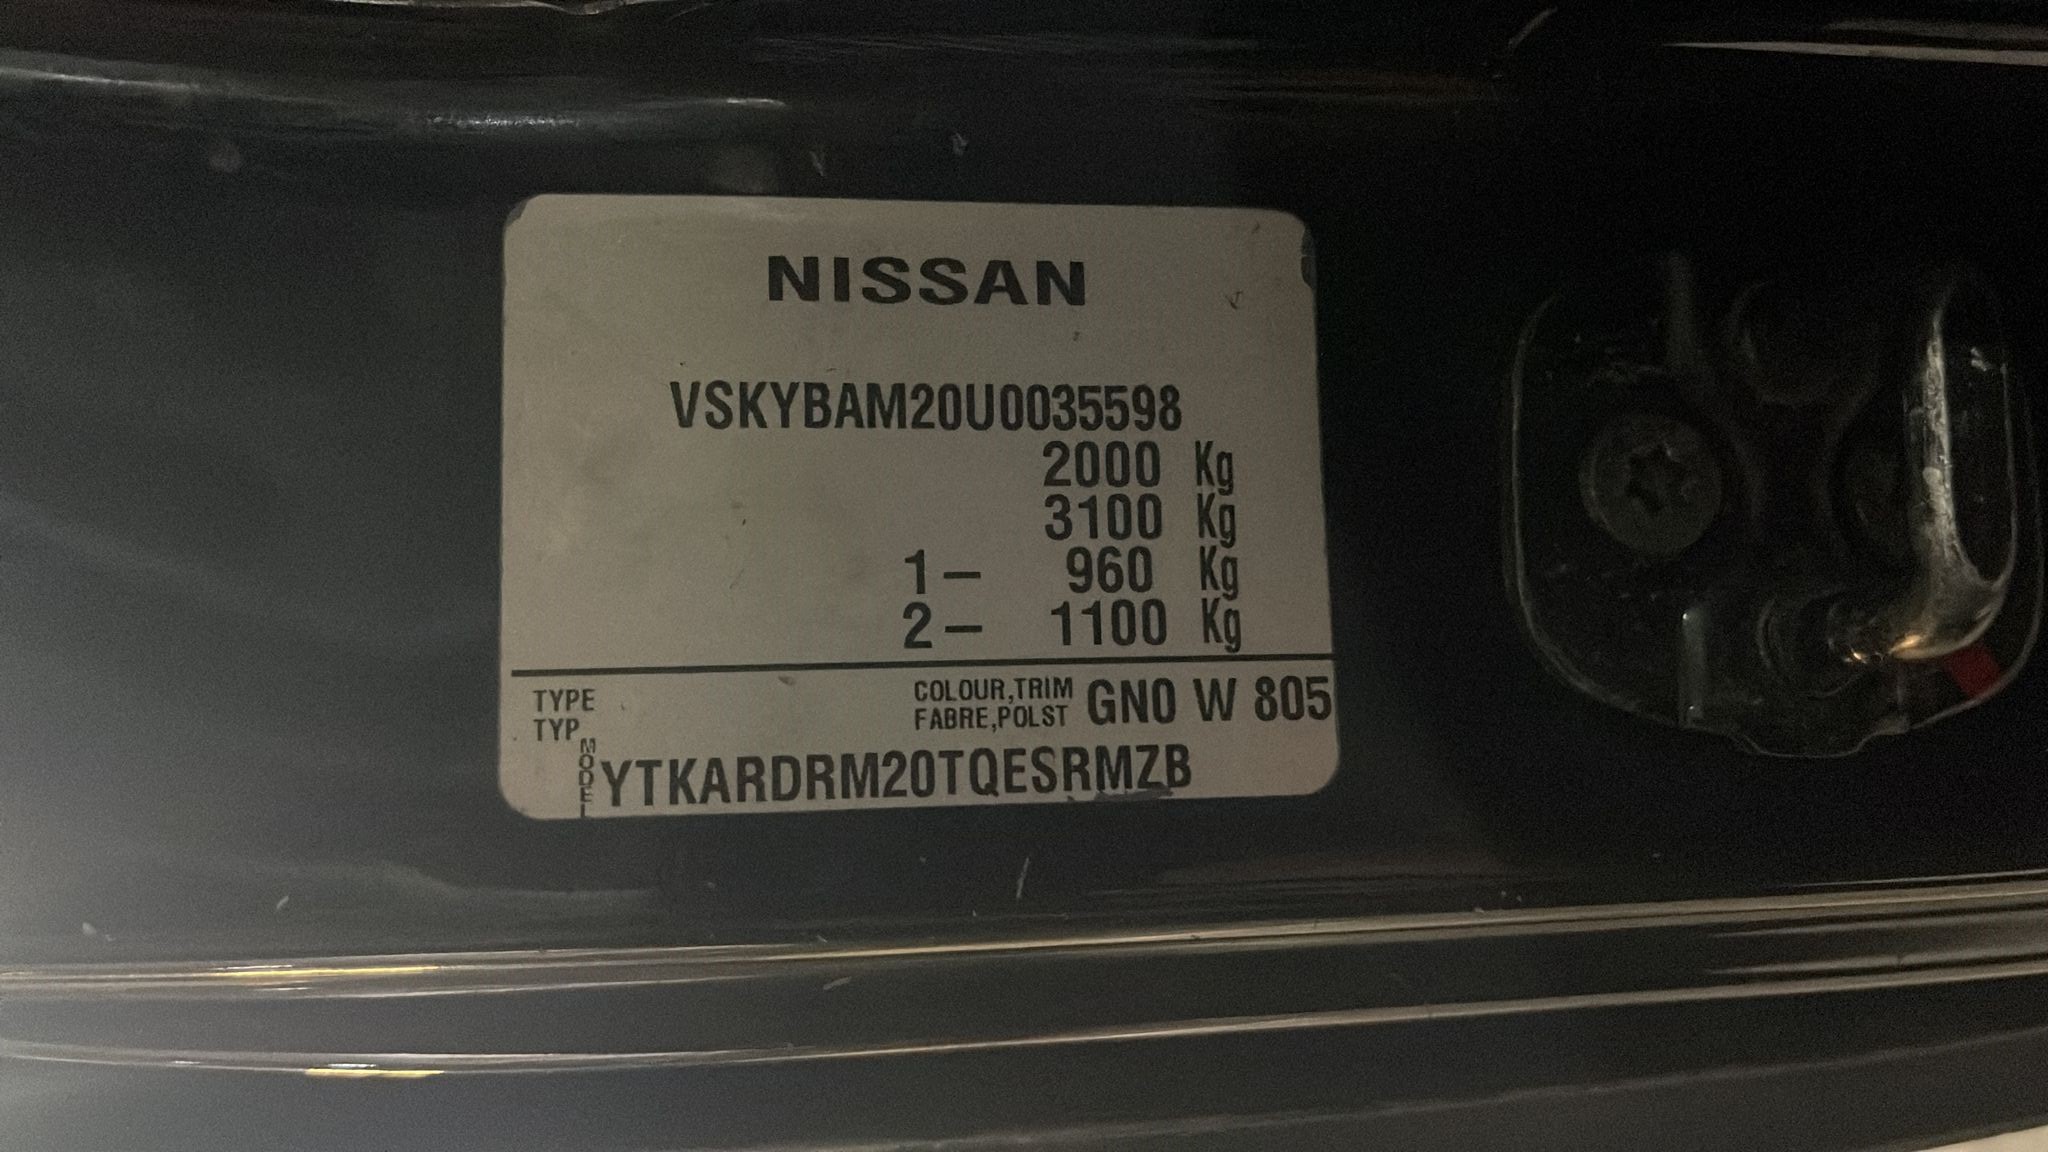 NISSAN
VSKYBAM20U0035598
2000 Kg
3100 Kg
1– 960 Kg
2– 1100 Kg
TYPE
TYP
COLOUR,TRIM
FABRE,POLST
GN0 W 805
MODEL
YTKARDRM20TQESRMZB